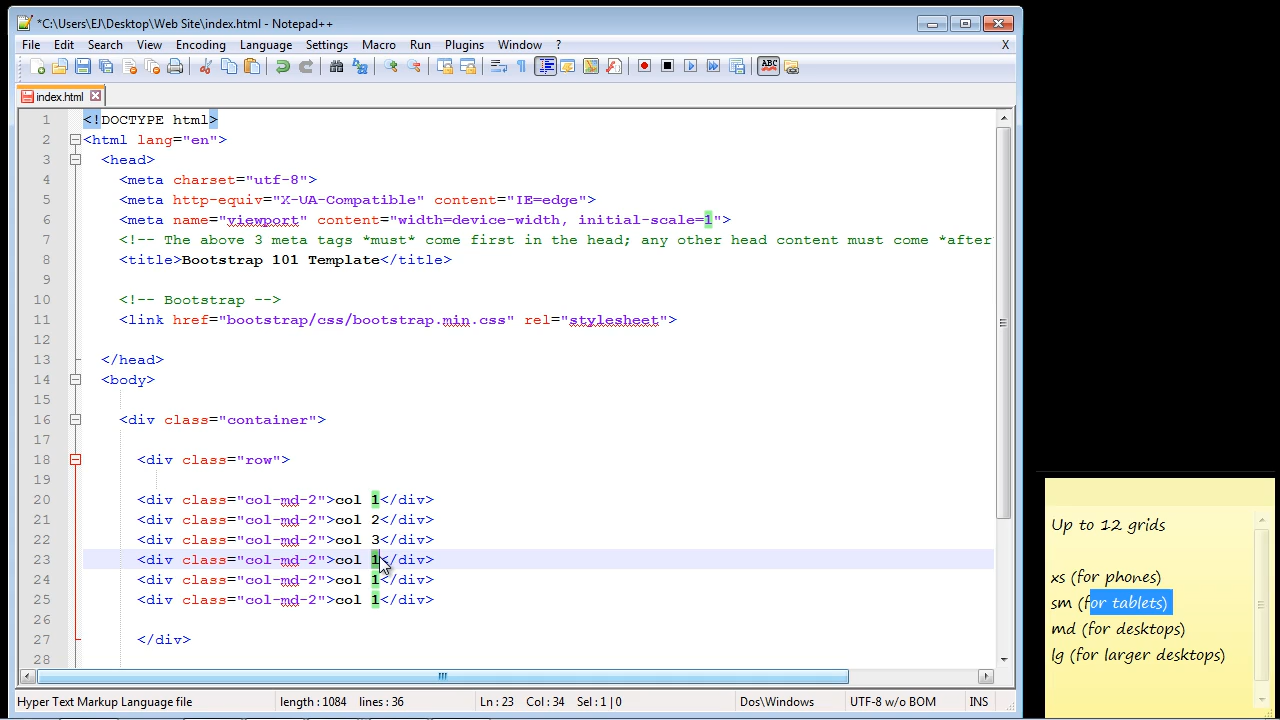 *C:\Users\EJ\Desktop\Web Site\index.html - Notepad++
File Edit Search View Encoding Language Settings Macro Run Plugins Window ? X
ABC
index.html
1 <!DOCTYPE html>
2 <html lang="en">
3 <head>
4 <meta charset="utf-8">
5 <meta http-equiv="X-UA-Compatible" content="IE=edge">
6 <meta name="viewport" content="width=device-width, initial-scale=1">
7 <!-- The above 3 meta tags *must* come first in the head; any other head content must come *after
8 <title>Bootstrap 101 Template</title>
9
10 <!-- Bootstrap -->
11 <link href="bootstrap/css/bootstrap.min.css" rel="stylesheet">
12
13 </head>
14 <body>
15
16 <div class="container">
17
18 <div class="row">
19
20 <div class="col-md-2">col 1</div>
21 <div class="col-md-2">col 2</div>
22 <div class="col-md-2">col 3</div>
23 <div class="col-md-2">col 1</div>
24 <div class="col-md-2">col 1</div>
25 <div class="col-md-2">col 1</div>
26
27 </div>
28
Hyper Text Markup Language file length : 1084 lines : 36 Ln : 23 Col : 34 Sel : 1 | 0 Dos\Windows UTF-8 w/o BOM INS
Up to 12 grids
xs (for phones)
sm (for tablets)
md (for desktops)
lg (for larger desktops)